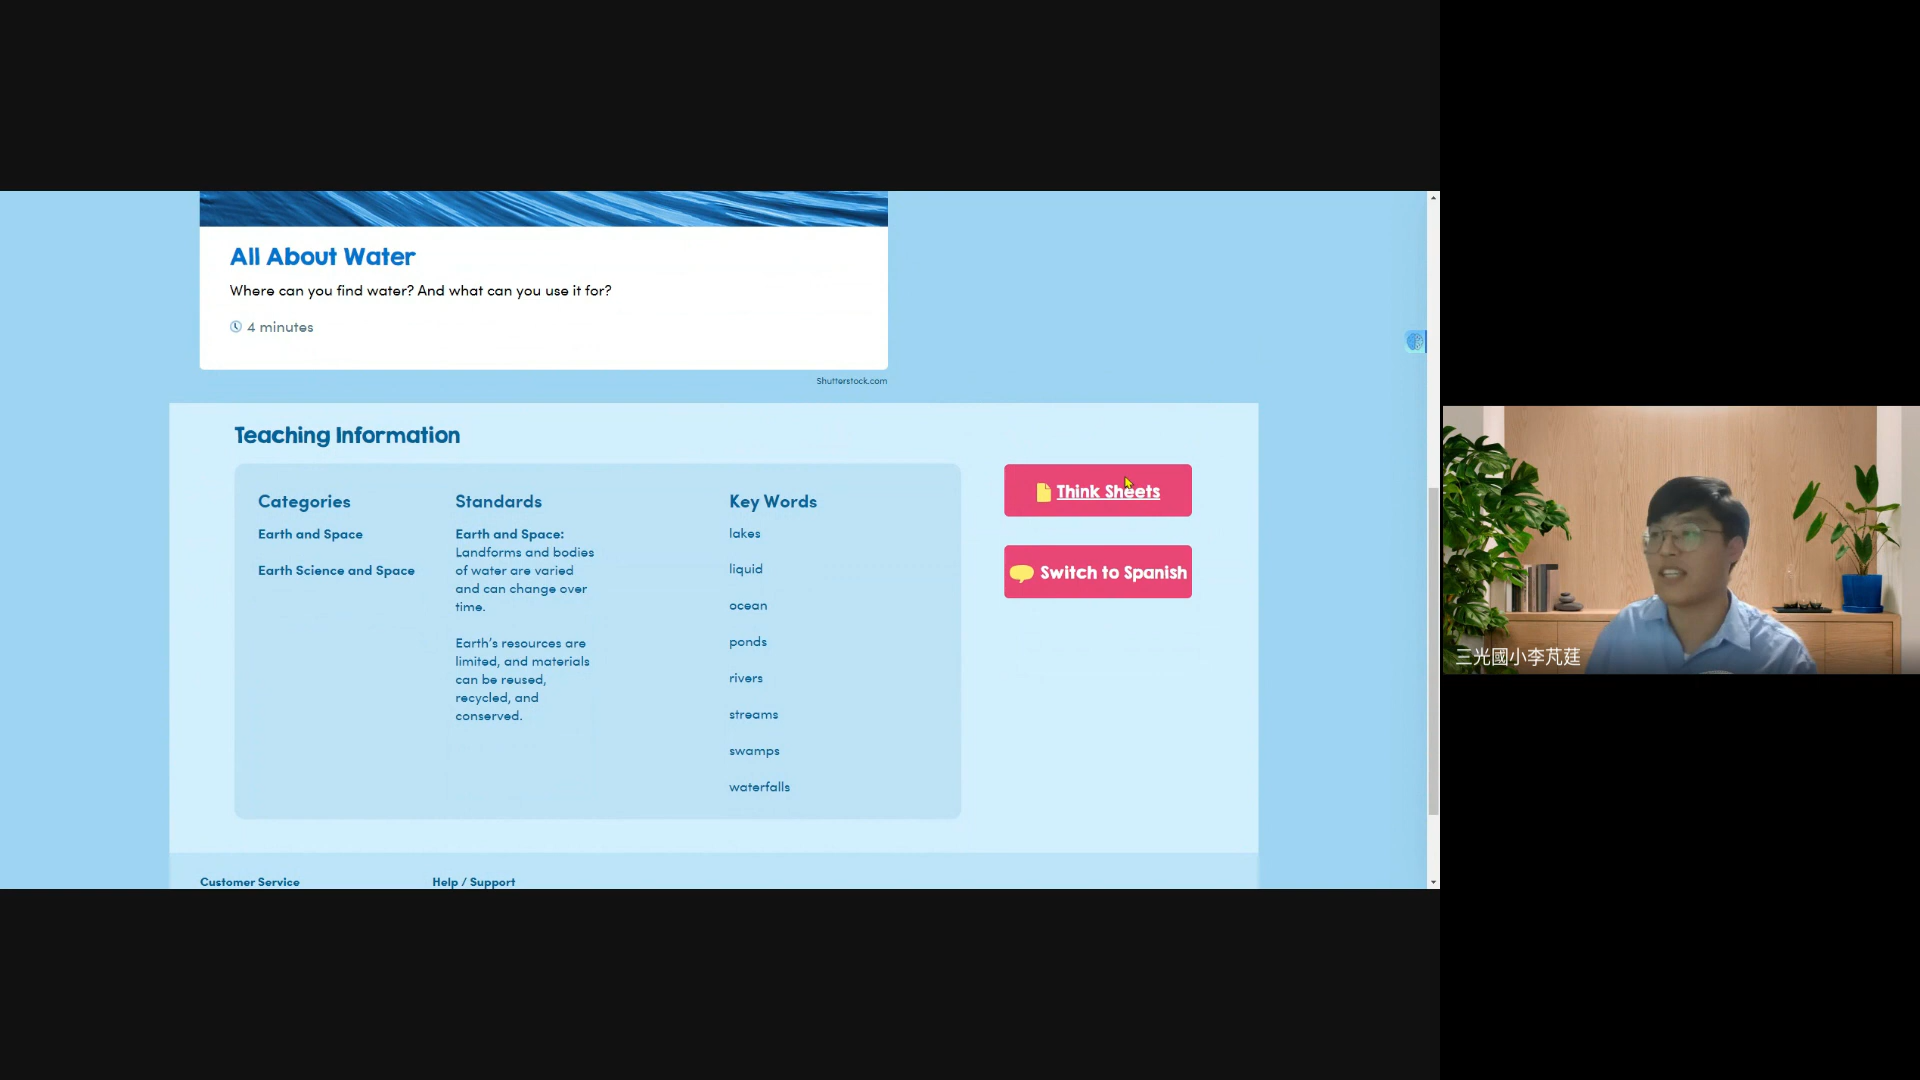 All About Water
Where can you find water? And what can you use it for?
4 minutes
Shutterstock.com
Teaching Information
Categories
Earth and Space
Earth Science and Space
Standards
Earth and Space:
Landforms and bodies
of water are varied
and can change over
time.
Earth's resources are
limited, and materials
can be reused,
recycled, and
conserved.
Key Words
lakes
liquid
ocean
ponds
rivers
streams
swamps
waterfalls
Think Sheets
Switch to Spanish
Customer Service
Help / Support
三光國小李芃莛